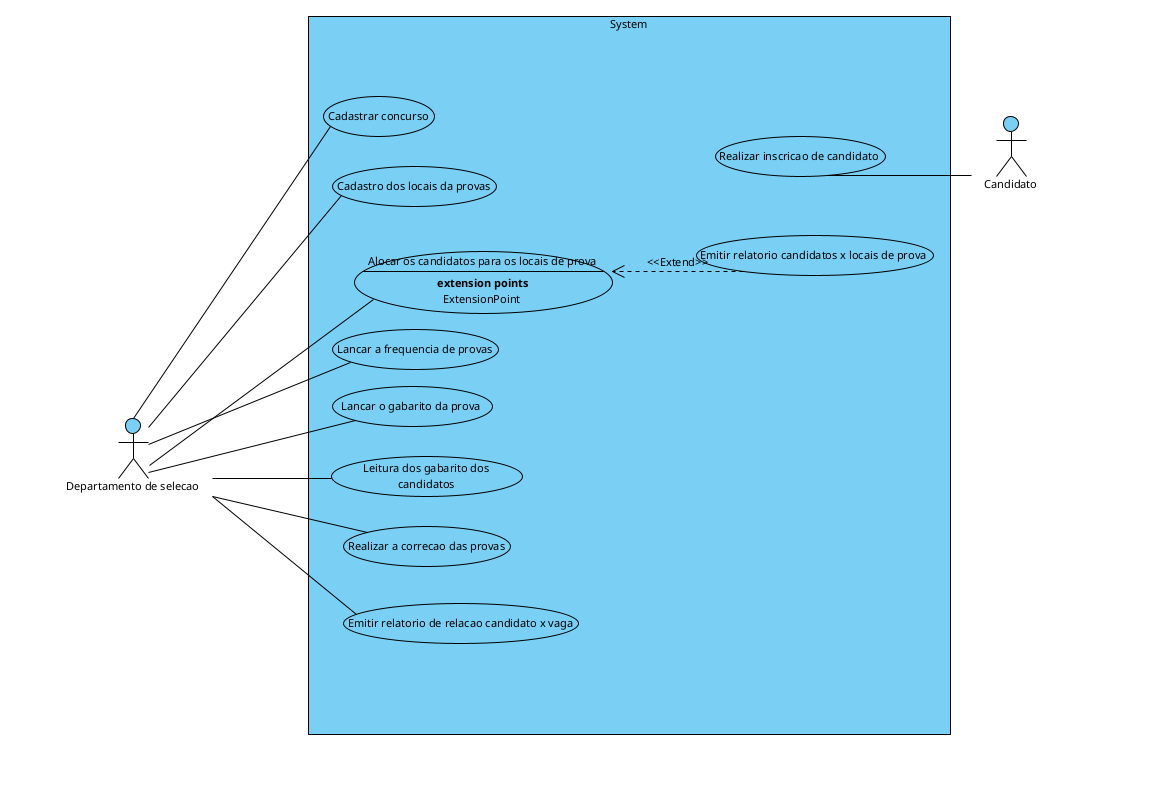 System
Cadastrar concurso
Realizar inscricao de candidato
Candidato
Cadastro dos locais da provas
Alocar os candidatos para os locais de prova
extension points
ExtensionPoint
<<Extend>>
Emitir relatorio candidatos x locais de prova
Lancar a frequencia de provas
Lancar o gabarito da prova
Departamento de selecao
Leitura dos gabarito dos
candidatos
Realizar a correcao das provas
Emitir relatorio de relacao candidato x vaga